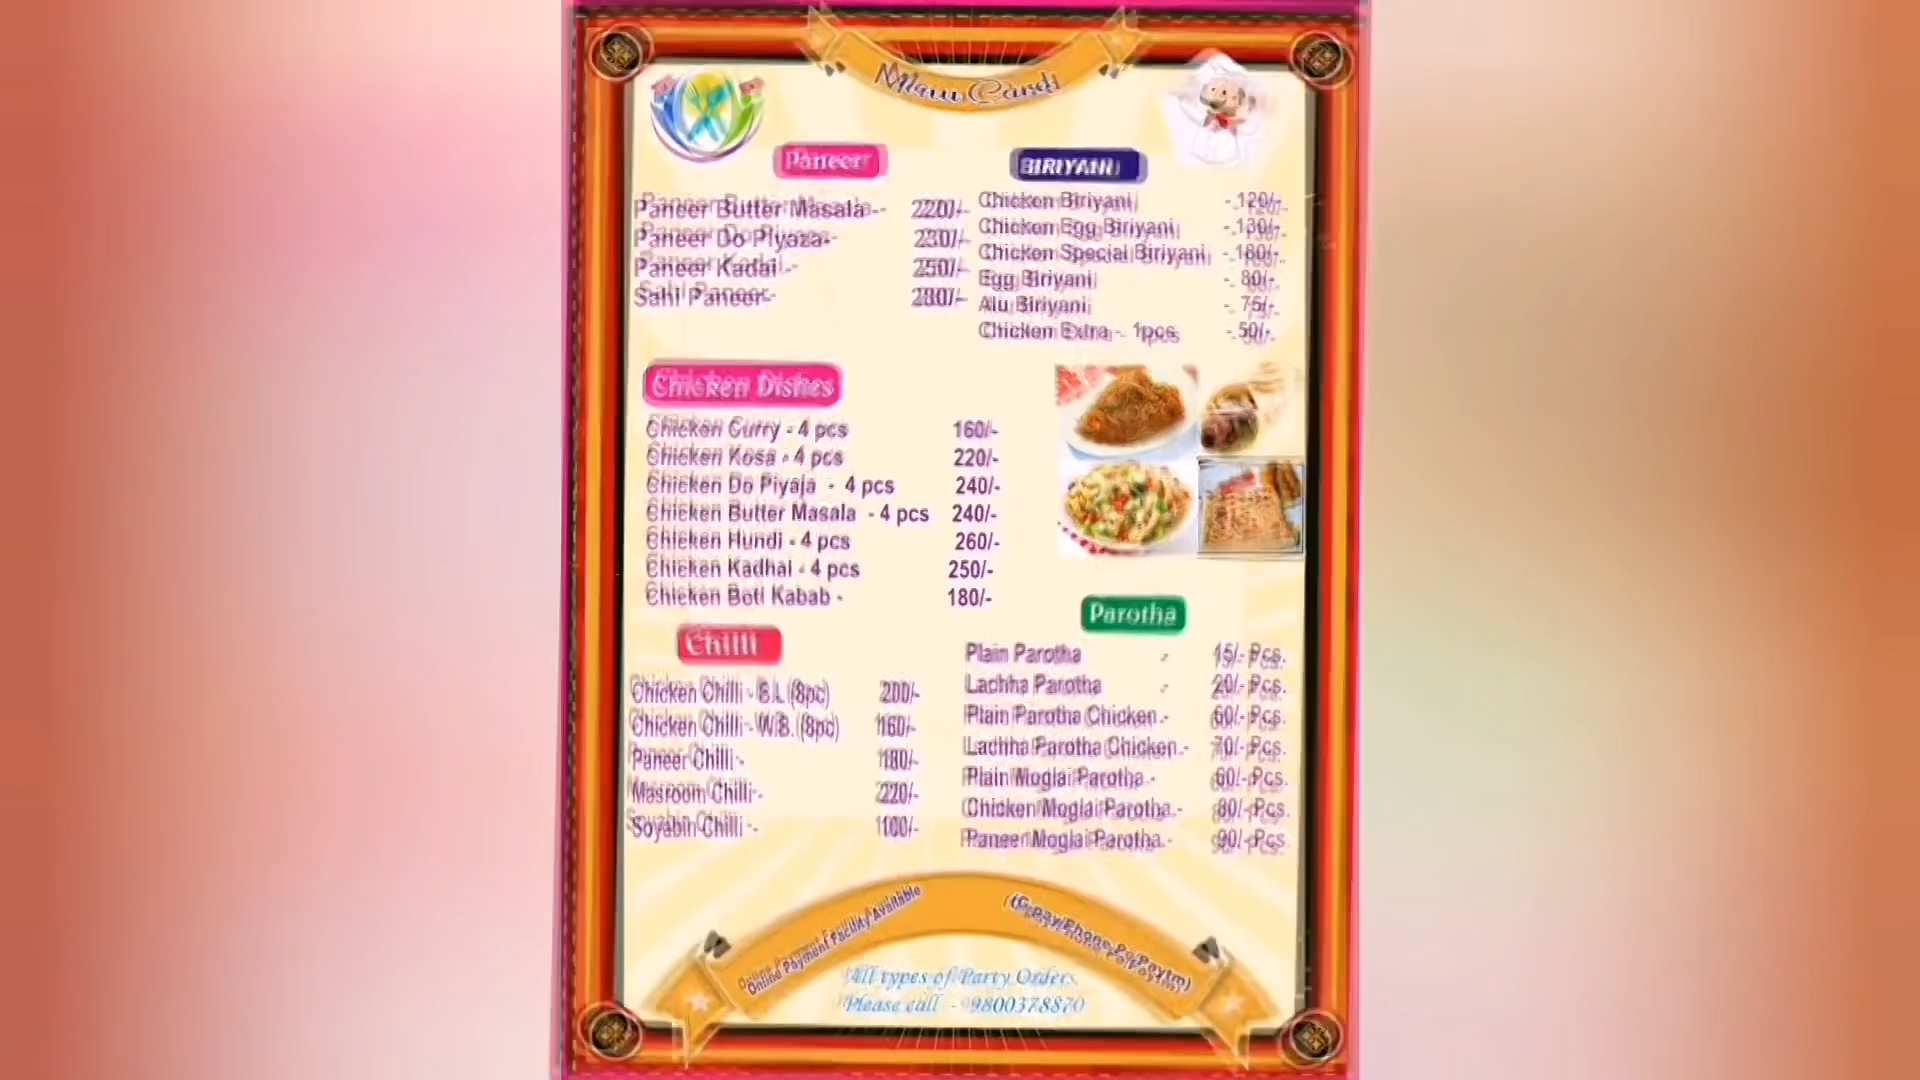 Menu Card
Paneer
Paneer Butter Masala - 220/-
Paneer Do Piyaza- 230/-
Paneer Kadai - 250/-
Sahi Paneer-
BIRIYANI
Chicken Biriyani - 120/-
Chicken Egg Biriyani - 130/-
Chicken Special Biriyani - 180/-
Egg Biriyani - 80/-
Alu Biriyani - 75/-
Chicken Extra - 1pcs - 50/-
Chicken Dishes
Chicken Curry - 4 pcs 160/-
Chicken Kosa - 4 pcs 220/-
Chicken Do Piyaja - 4 pcs 240/-
Chicken Butter Masala - 4 pcs 240/-
Chicken Hundi - 4 pcs 260/-
Chicken Kadhai - 4 pcs 250/-
Chicken Boti Kabab - 180/-
Chilli
Chicken Chilli - B.L (8pc) 200/-
Chicken Chilli - W.B. (8pc) 160/-
Paneer Chilli - 180/-
Masroom Chilli - 220/-
Soyabin Chilli - 100/-
Parotha
Plain Parotha - 15/- Pcs.
Lachha Parotha - 20/- Pcs.
Plain Parotha Chicken - 60/- Pcs.
Lachha Parotha Chicken - 70/- Pcs.
Plain Moglai Parotha - 60/- Pcs.
Chicken Moglai Parotha - 80/- Pcs.
Paneer Moglai Parotha - 90/- Pcs.
Online Payment Facility Available
(G.Pay/Phone Pe/Paytm)
All types of Party Orders
Please call - 9800378870